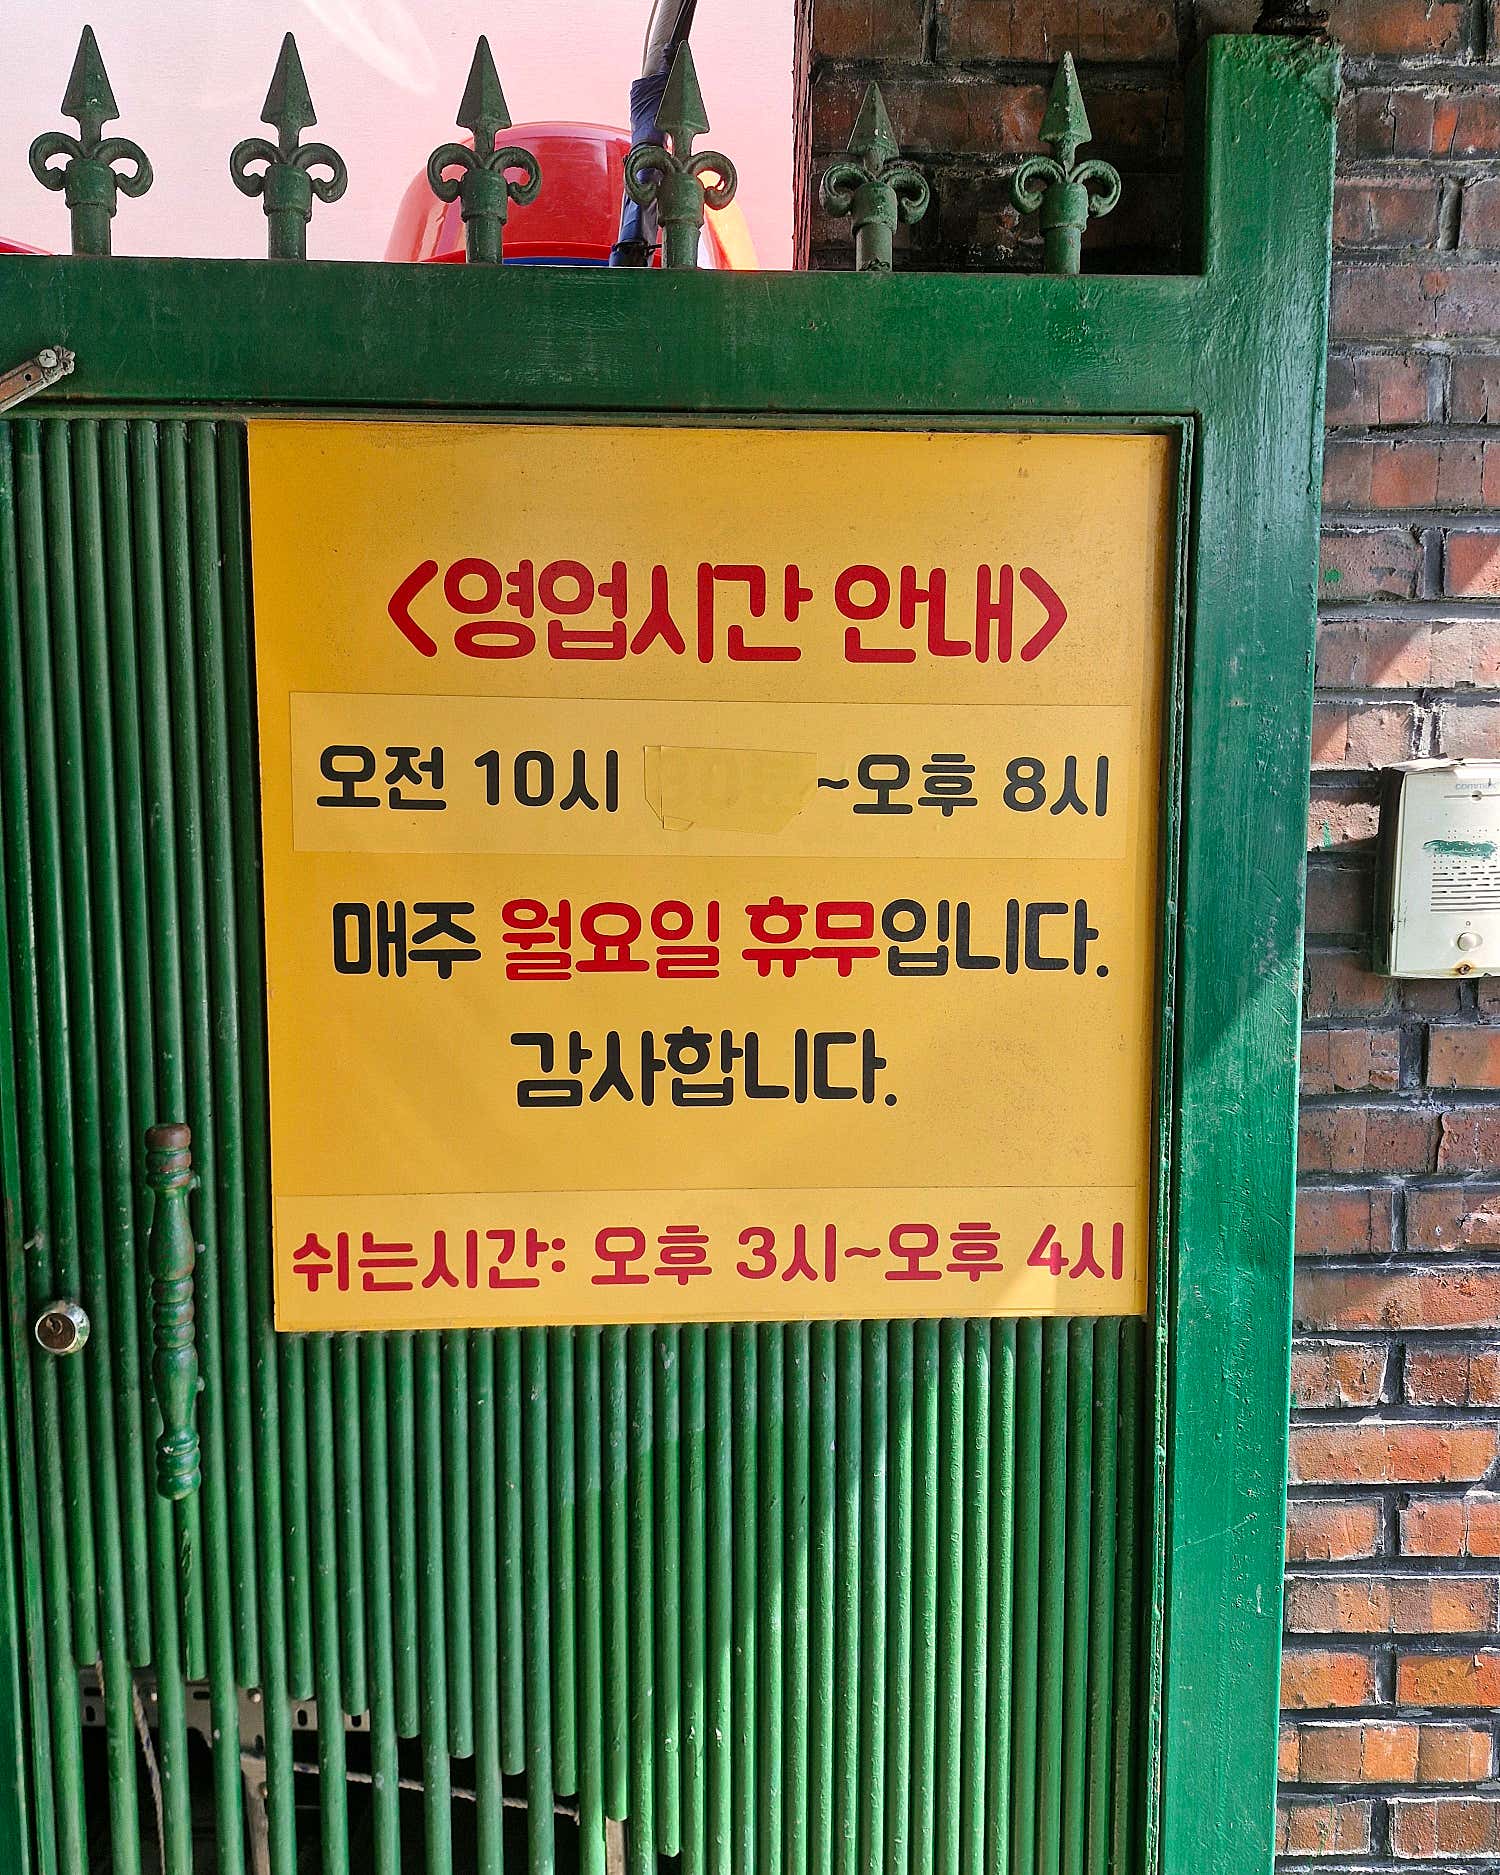 <영업시간 안내>
오전 10시 ~오후 8시
매주 월요일 휴무입니다.
감사합니다.
쉬는시간: 오후 3시~오후 4시